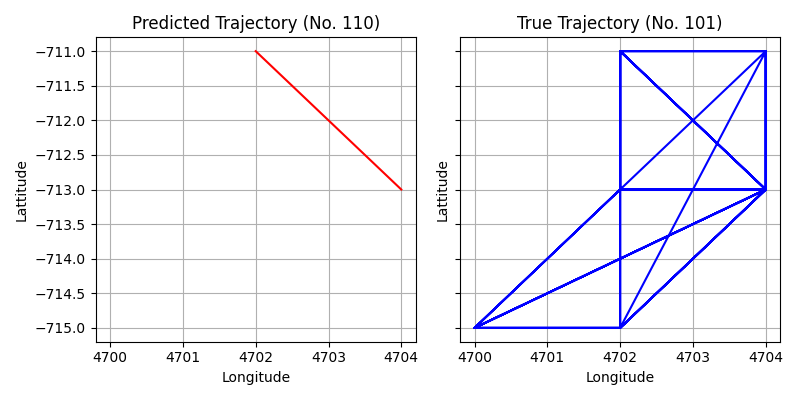 Predicted Trajectory (No. 110)
True Trajectory (No. 101)
−711.0
−711.5
−712.0
−712.5
−713.0
−713.5
−714.0
−714.5
−715.0
Lattitude
Lattitude
4700 4701 4702 4703 4704
4700 4701 4702 4703 4704
Longitude
Longitude